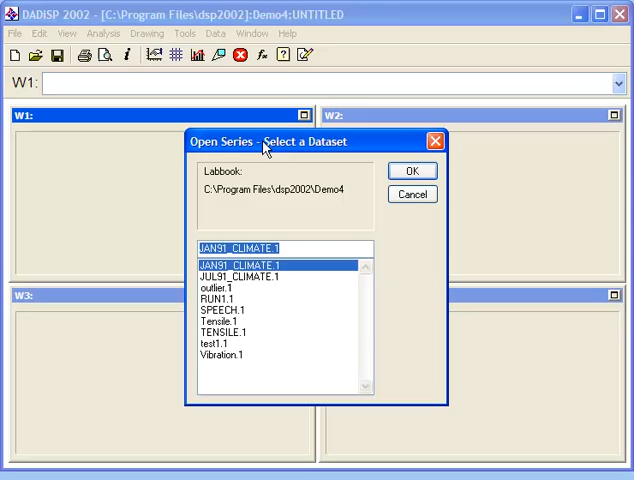 DADiSP 2002 - [C:\Program Files\dsp2002]:Demo4:UNTITLED
File Edit View Analysis Drawing Tools Data Window Help
W1:
W1: W2:
Open Series - Select a Dataset
Labbook:
C:\Program Files\dsp2002\Demo4
OK
Cancel
JAN91_CLIMATE.1
JAN91_CLIMATE.1
JUL91_CLIMATE.1
outlier.1
RUN1.1
SPEECH.1
Tensile.1
TENSILE.1
test1.1
Vibration.1
W3: